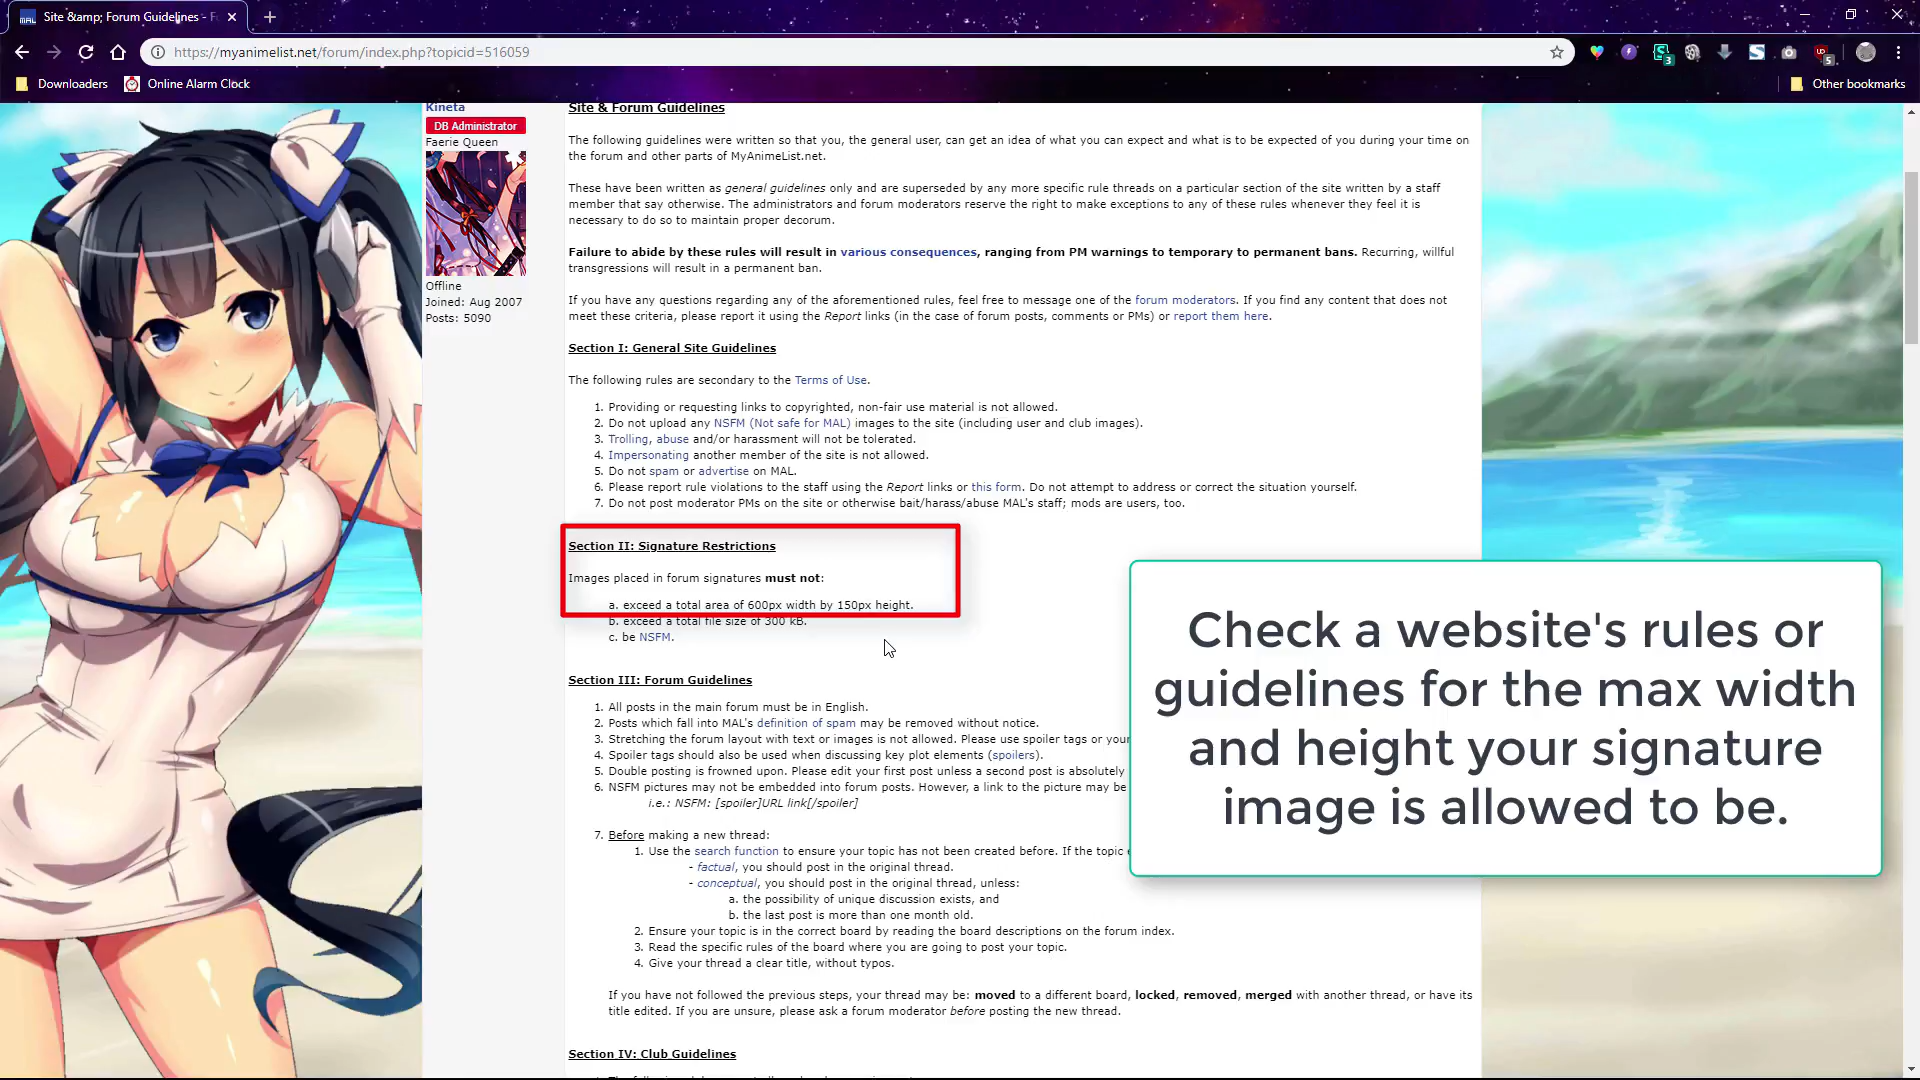 Site &amp; Forum Guidelines - Fo
https://myanimelist.net/forum/index.php?topicid=516059
3
5
Downloaders
Online Alarm Clock
Other bookmarks
Kineta
DB Administrator
Faerie Queen
Offline
Joined: Aug 2007
Posts: 5090
Site & Forum Guidelines
The following guidelines were written so that you, the general user, can get an idea of what you can expect and what is to be expected of you during your time on
the forum and other parts of MyAnimeList.net.
These have been written as general guidelines only and are superseded by any more specific rule threads on a particular section of the site written by a staff
member that say otherwise. The administrators and forum moderators reserve the right to make exceptions to any of these rules whenever they feel it is
necessary to do so to maintain proper decorum.
Failure to abide by these rules will result in various consequences, ranging from PM warnings to temporary to permanent bans. Recurring, willful
transgressions will result in a permanent ban.
If you have any questions regarding any of the aforementioned rules, feel free to message one of the forum moderators. If you find any content that does not
meet these criteria, please report it using the Report links (in the case of forum posts, comments or PMs) or report them here.
Section I: General Site Guidelines
The following rules are secondary to the Terms of Use.
1. Providing or requesting links to copyrighted, non-fair use material is not allowed.
2. Do not upload any NSFM (Not safe for MAL) images to the site (including user and club images).
3. Trolling, abuse and/or harassment will not be tolerated.
4. Impersonating another member of the site is not allowed.
5. Do not spam or advertise on MAL.
6. Please report rule violations to the staff using the Report links or this form. Do not attempt to address or correct the situation yourself.
7. Do not post moderator PMs on the site or otherwise bait/harass/abuse MAL's staff; mods are users, too.
Section II: Signature Restrictions
Images placed in forum signatures must not:
a. exceed a total area of 600px width by 150px height.
b. exceed a total file size of 300 kB.
c. be NSFM.
Section III: Forum Guidelines
1. All posts in the main forum must be in English.
2. Posts which fall into MAL's definition of spam may be removed without notice.
3. Stretching the forum layout with text or images is not allowed. Please use spoiler tags or your
4. Spoiler tags should also be used when discussing key plot elements (spoilers).
5. Double posting is frowned upon. Please edit your first post unless a second post is absolutely
6. NSFM pictures may not be embedded into forum posts. However, a link to the picture may be
i.e.: NSFM: [spoiler]URL link[/spoiler]
7. Before making a new thread:
1. Use the search function to ensure your topic has not been created before. If the topic
- factual, you should post in the original thread.
- conceptual, you should post in the original thread, unless:
a. the possibility of unique discussion exists, and
b. the last post is more than one month old.
2. Ensure your topic is in the correct board by reading the board descriptions on the forum index.
3. Read the specific rules of the board where you are going to post your topic.
4. Give your thread a clear title, without typos.
If you have not followed the previous steps, your thread may be: moved to a different board, locked, removed, merged with another thread, or have its
title edited. If you are unsure, please ask a forum moderator before posting the new thread.
Section IV: Club Guidelines
Check a website's rules or
guidelines for the max width
and height your signature
image is allowed to be.